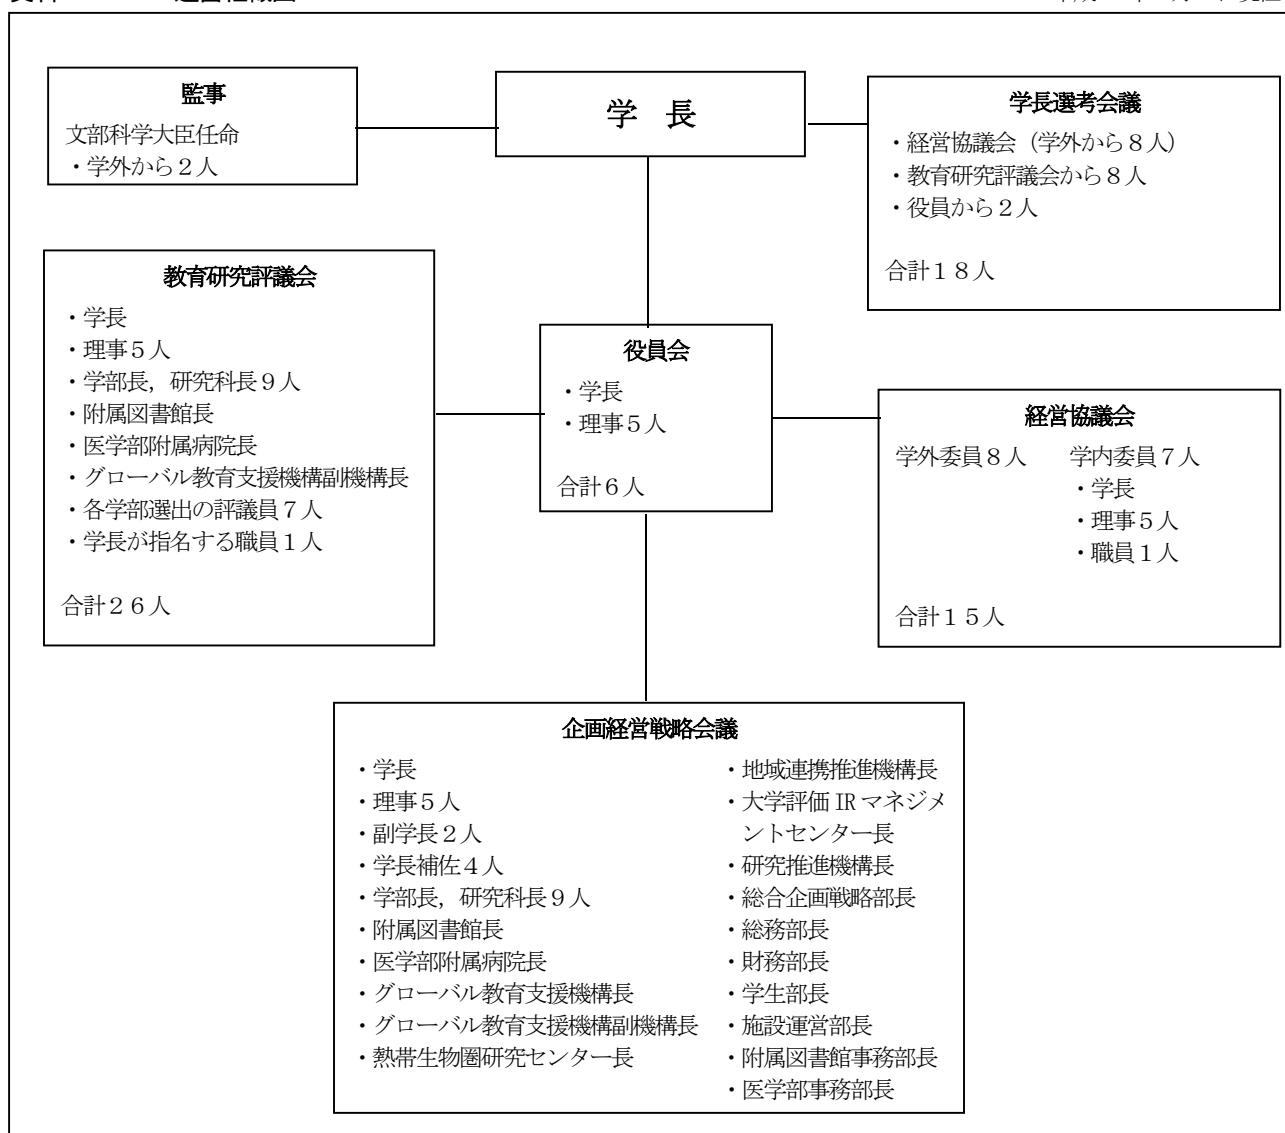 学 長
監事
文部科学大臣任命
・学外から２人
学長選考会議
・経営協議会（学外から８人）
・教育研究評議会から８人
・役員から２人
合計１８人
教育研究評議会
・学長
・理事５人
・学部長，研究科長９人
・附属図書館長
・医学部附属病院長
・グローバル教育支援機構副機構長
・各学部選出の評議員７人
・学長が指名する職員１人
合計２６人
役員会
・学長
・理事５人
合計６人
経営協議会
学外委員８人　学内委員７人
・学長
・理事５人
・職員１人
合計１５人
企画経営戦略会議
・学長
・理事５人
・副学長２人
・学長補佐４人
・学部長，研究科長９人
・附属図書館長
・医学部附属病院長
・グローバル教育支援機構長
・グローバル教育支援機構副機構長
・熱帯生物圏研究センター長
・地域連携推進機構長
・大学評価 IR マネジメ
ントセンター長
・研究推進機構長
・総合企画戦略部長
・総務部長
・財務部長
・学生部長
・施設運営部長
・附属図書館事務部長
・医学部事務部長